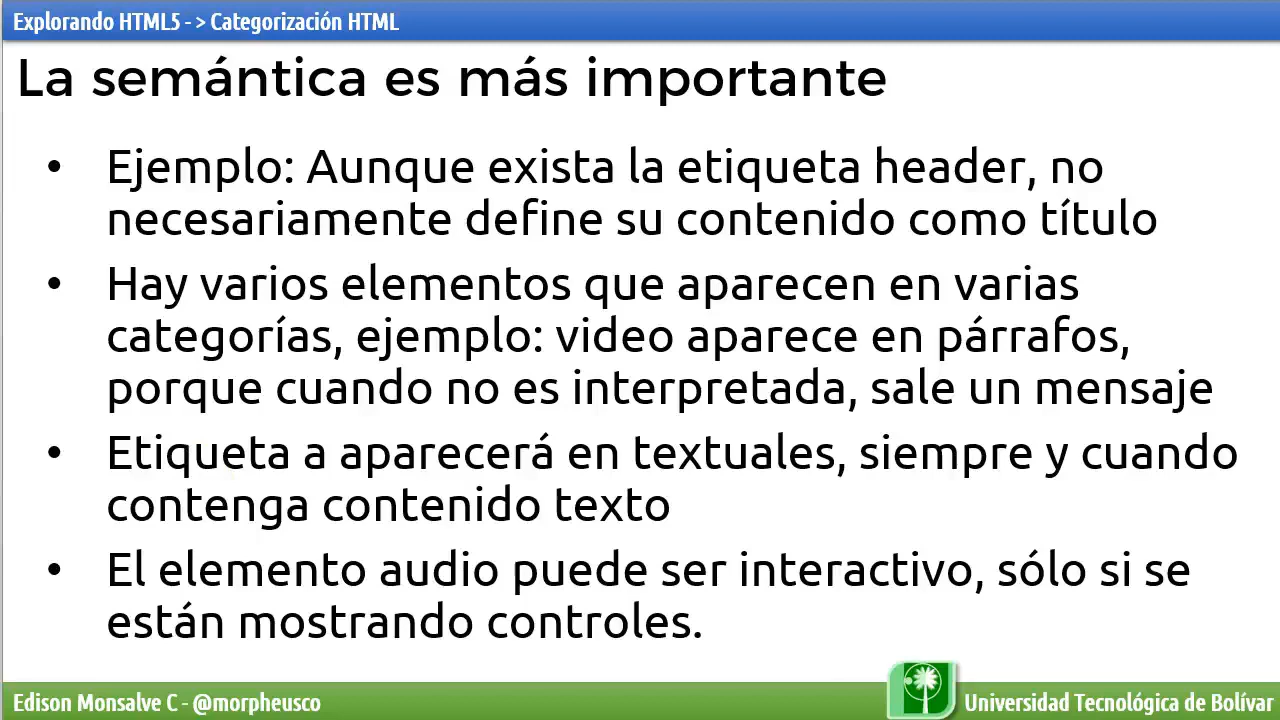 Explorando HTML5 - > Categorización HTML
La semántica es más importante
• Ejemplo: Aunque exista la etiqueta header, no
necesariamente define su contenido como título
• Hay varios elementos que aparecen en varias
categorías, ejemplo: video aparece en párrafos,
porque cuando no es interpretada, sale un mensaje
• Etiqueta a aparecerá en textuales, siempre y cuando
contenga contenido texto
• El elemento audio puede ser interactivo, sólo si se
están mostrando controles.
Edison Monsalve C - @morpheusco
Universidad Tecnológica de Bolívar